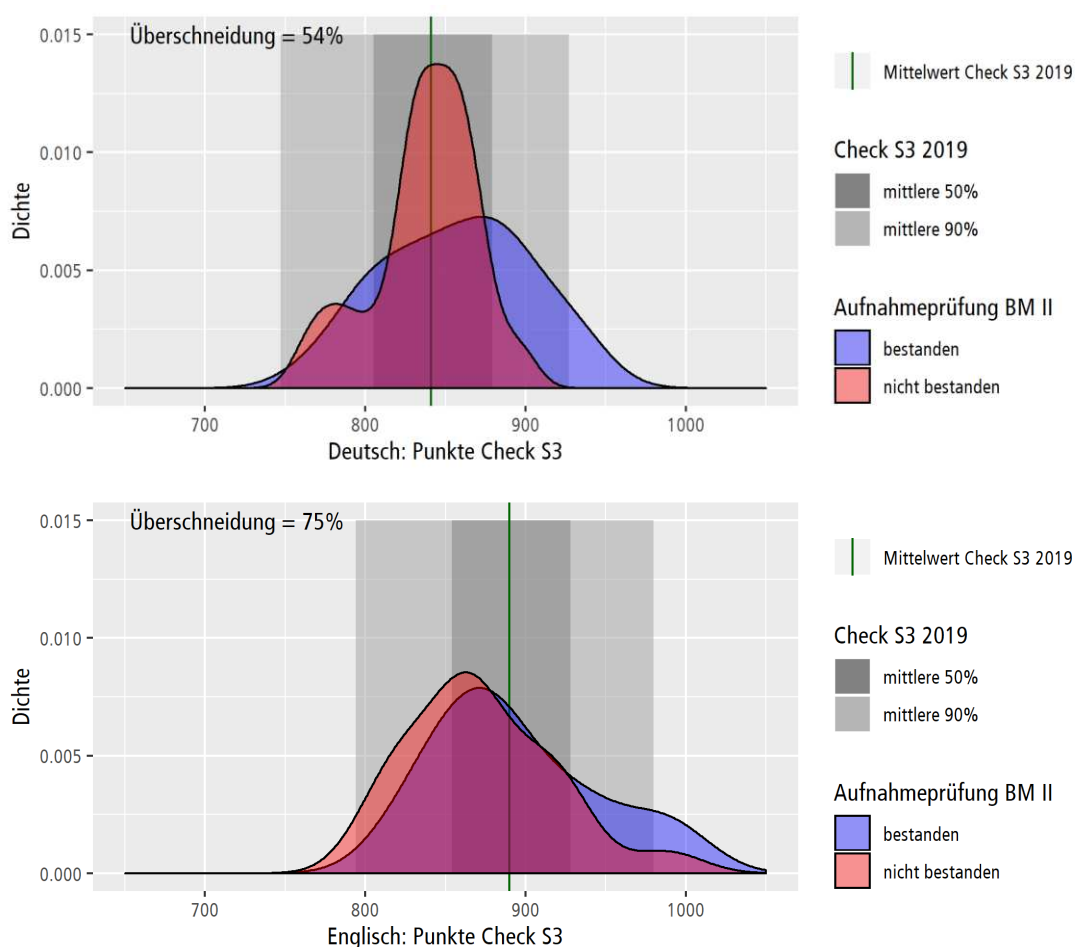 Überschneidung = 54%
0.015
0.010
0.005
0.000
Dichte
700 800 900 1000
Deutsch: Punkte Check S3
Mittelwert Check S3 2019
Check S3 2019
mittlere 50%
mittlere 90%
Aufnahmeprüfung BM II
bestanden
nicht bestanden
Überschneidung = 75%
0.015
0.010
0.005
0.000
Dichte
700 800 900 1000
Englisch: Punkte Check S3
Mittelwert Check S3 2019
Check S3 2019
mittlere 50%
mittlere 90%
Aufnahmeprüfung BM II
bestanden
nicht bestanden